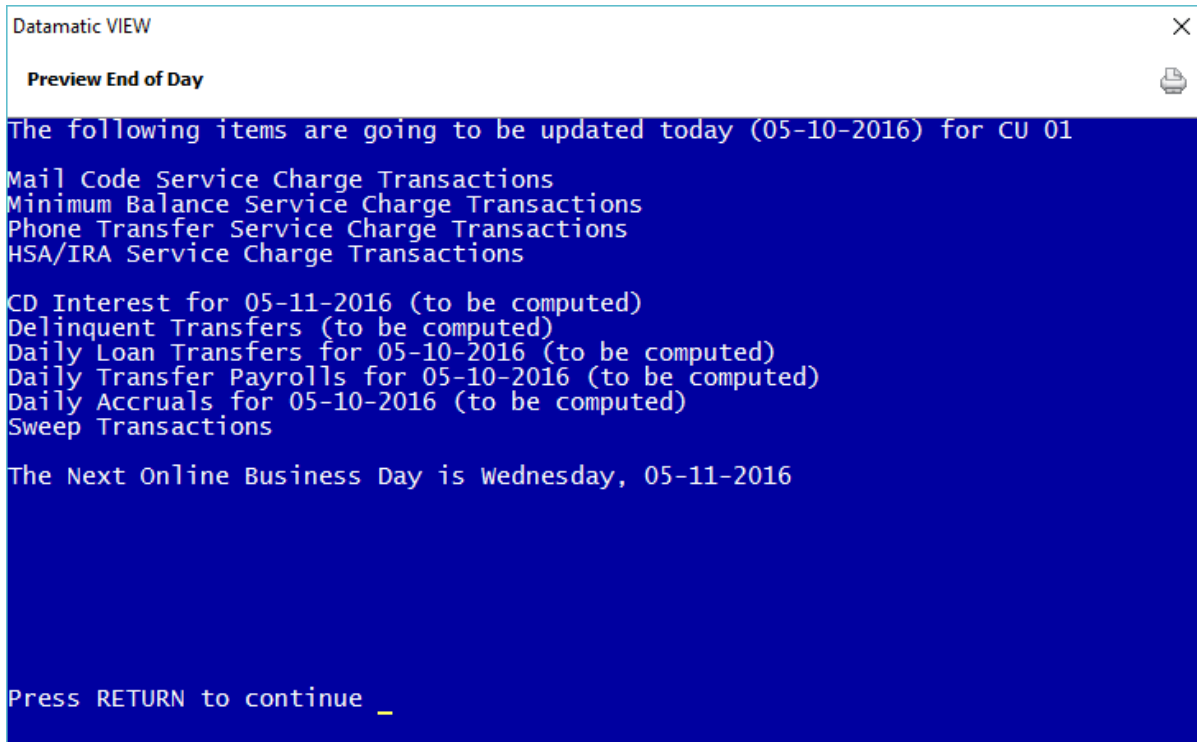 Datamatic VIEW
Preview End of Day
The following items are going to be updated today (05-10-2016) for CU 01
Mail Code Service Charge Transactions
Minimum Balance Service Charge Transactions
Phone Transfer Service Charge Transactions
HSA/IRA Service Charge Transactions
CD Interest for 05-11-2016 (to be computed)
Delinquent Transfers (to be computed)
Daily Loan Transfers for 05-10-2016 (to be computed)
Daily Transfer Payrolls for 05-10-2016 (to be computed)
Daily Accruals for 05-10-2016 (to be computed)
Sweep Transactions
The Next Online Business Day is Wednesday, 05-11-2016
Press RETURN to continue _